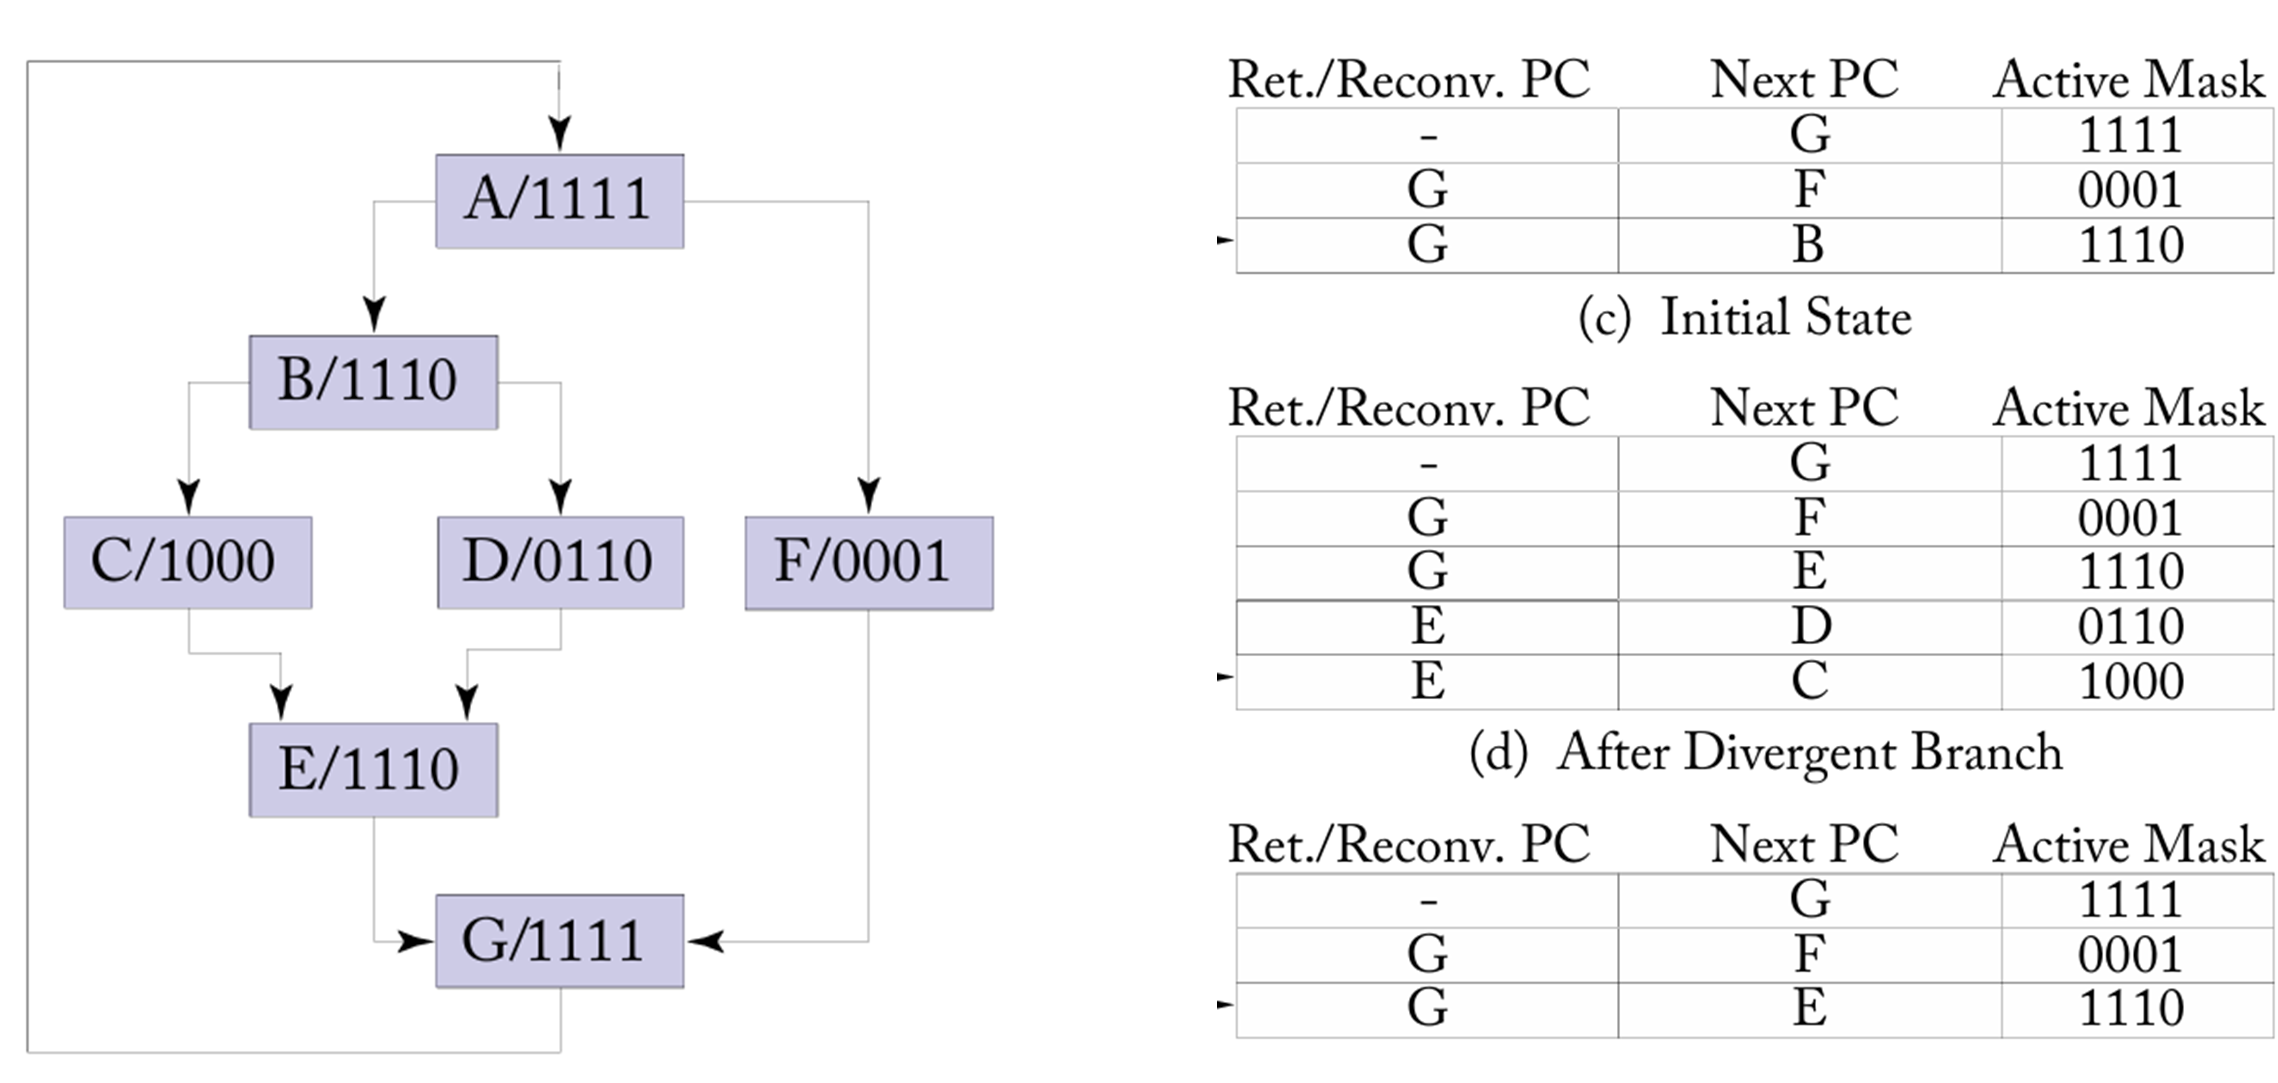 A/1111
B/1110
C/1000
D/0110
F/0001
E/1110
G/1111
Ret./Reconv. PC Next PC Active Mask
- G 1111
G F 0001
G B 1110
(c) Initial State
Ret./Reconv. PC Next PC Active Mask
- G 1111
G F 0001
G E 1110
E D 0110
E C 1000
(d) After Divergent Branch
Ret./Reconv. PC Next PC Active Mask
- G 1111
G F 0001
G E 1110